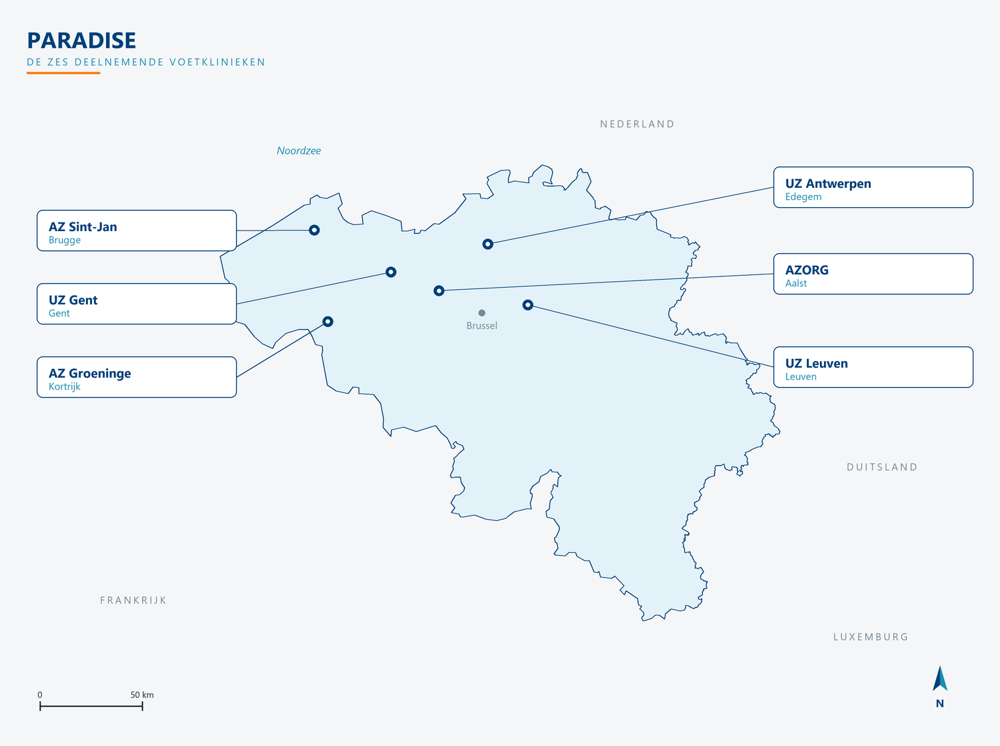 PARADISE
DE ZES DEELNEMENDE VOETKLINIEKEN
NEDERLAND
Noordzee
UZ Antwerpen
Edegem
AZ Sint-Jan
Brugge
AZORG
Aalst
UZ Gent
Gent
Brussel
AZ Groeninge
Kortrijk
UZ Leuven
Leuven
DUITSLAND
FRANKRIJK
LUXEMBURG
0 50 km
N